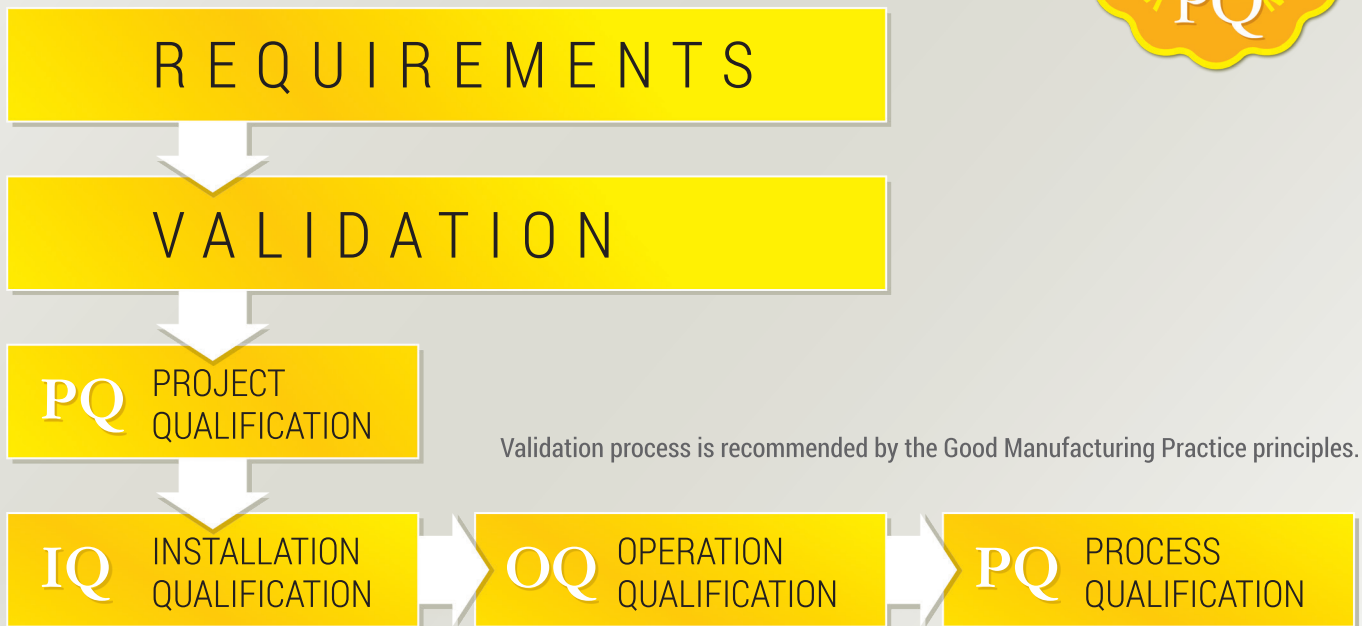 PQ
REQUIREMENTS
VALIDATION
PQ PROJECT
QUALIFICATION
Validation process is recommended by the Good Manufacturing Practice principles.
IQ INSTALLATION
QUALIFICATION
OQ OPERATION
QUALIFICATION
PQ PROCESS
QUALIFICATION